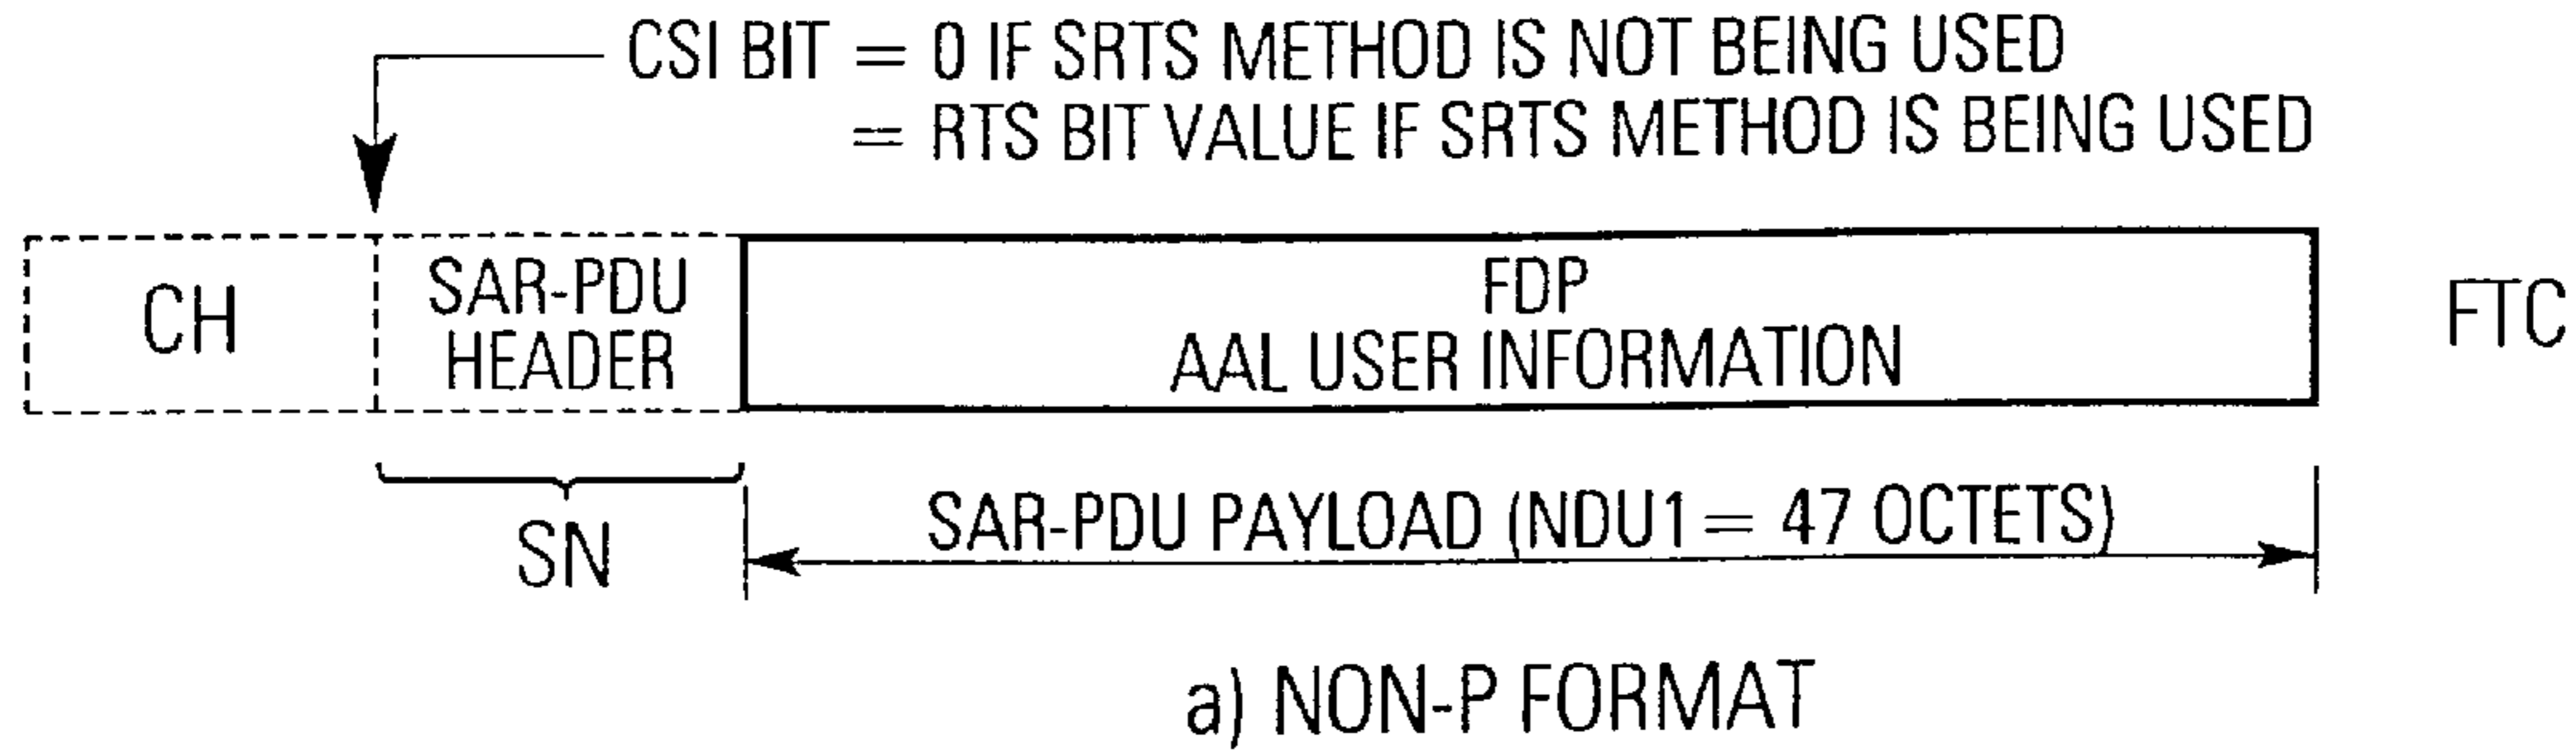 CSI BIT = 0 IF SRTS METHOD IS NOT BEING USED
= RTS BIT VALUE IF SRTS METHOD IS BEING USED
CH
SAR-PDU
HEADER
FDP
AAL USER INFORMATION
FTC
SN
SAR-PDU PAYLOAD (NDU1 = 47 OCTETS)
a) NON-P FORMAT